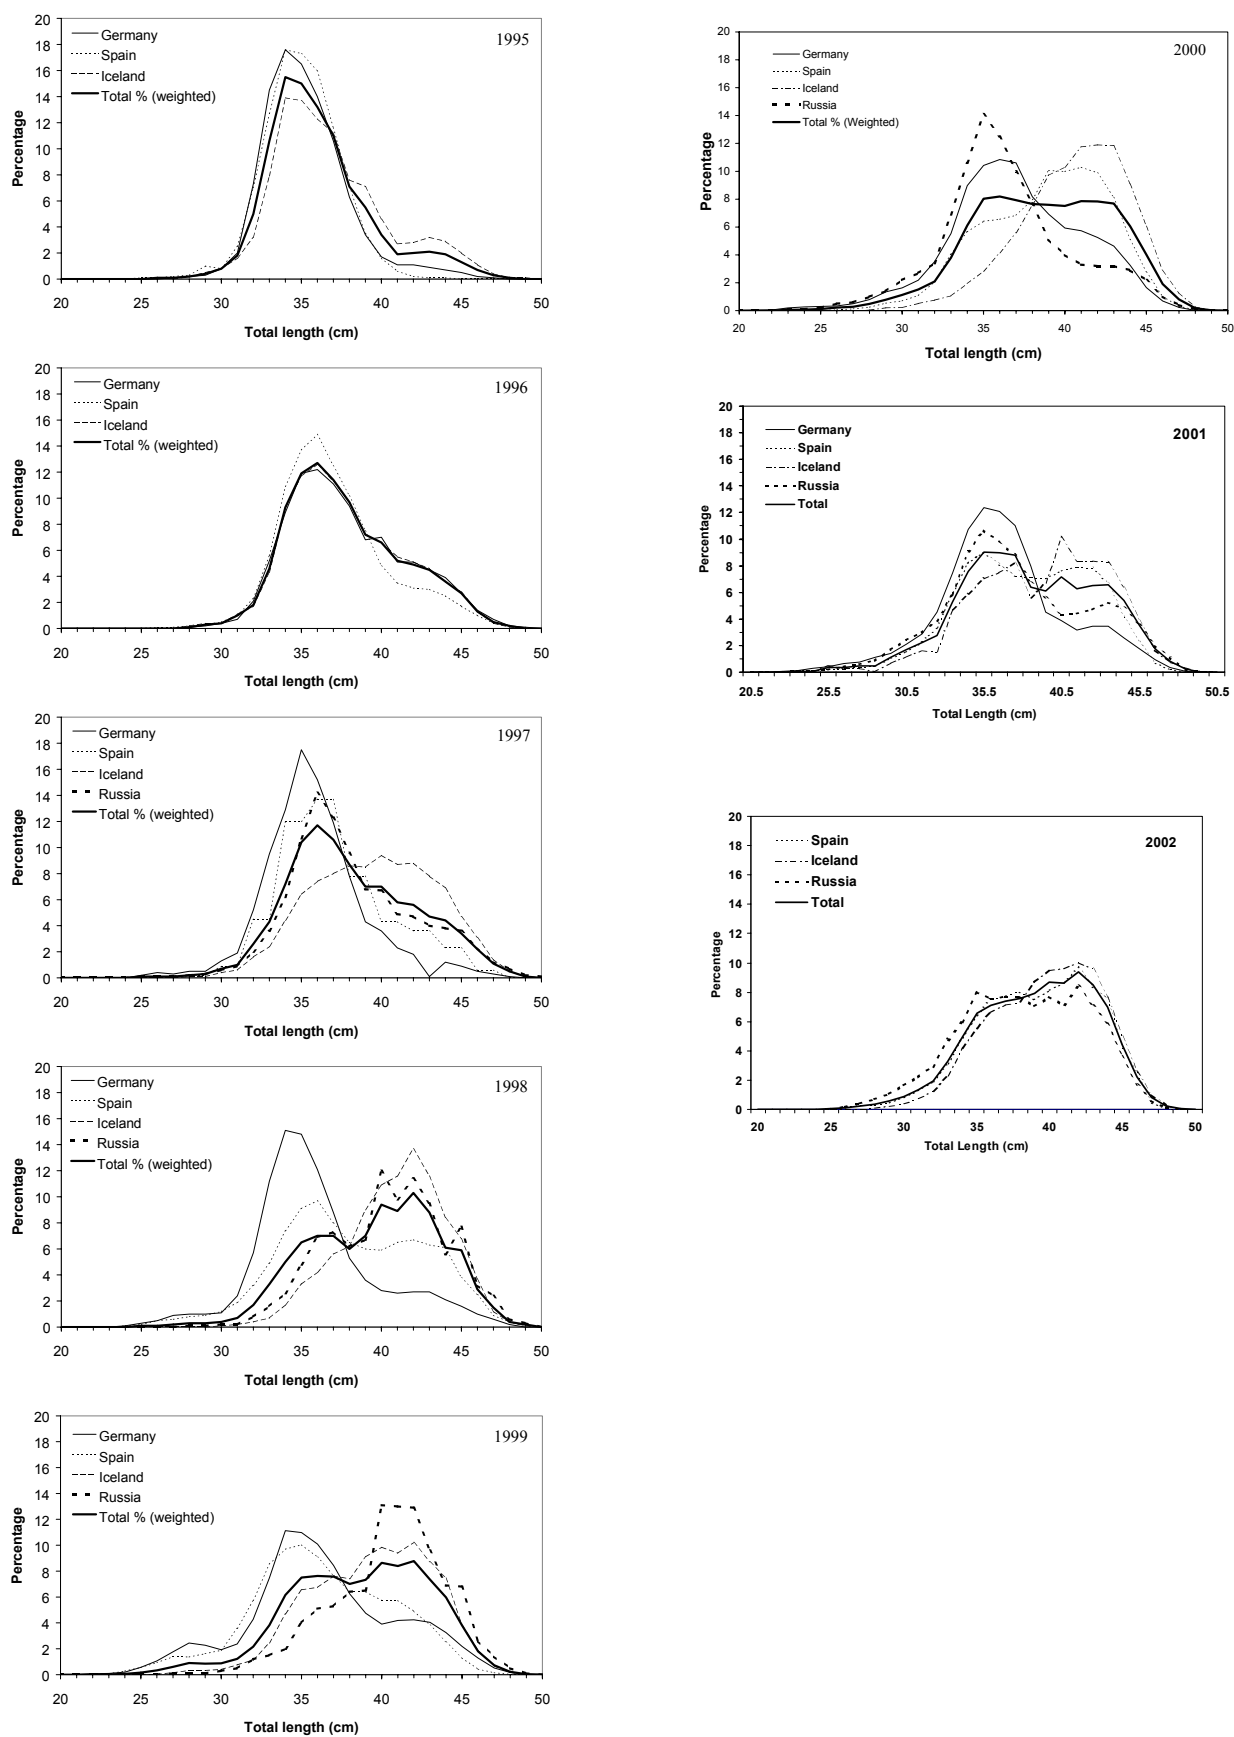 1995
Germany
Spain
Iceland
Total % (weighted)
Percentage
20
18
16
14
12
10
8
6
4
2
0
20 25 30 35 40 45 50
Total length (cm)
1996
Germany
Spain
Iceland
Total % (weighted)
Percentage
20
18
16
14
12
10
8
6
4
2
0
20 25 30 35 40 45 50
Total length (cm)
1997
Germany
Spain
Iceland
Russia
Total % (weighted)
Percentage
20
18
16
14
12
10
8
6
4
2
0
20 25 30 35 40 45 50
Total length (cm)
1998
Germany
Spain
Iceland
Russia
Total % (weighted)
Percentage
20
18
16
14
12
10
8
6
4
2
0
20 25 30 35 40 45 50
Total length (cm)
1999
Germany
Spain
Iceland
Russia
Total % (weighted)
Percentage
20
18
16
14
12
10
8
6
4
2
0
20 25 30 35 40 45 50
Total length (cm)
2000
Germany
Spain
Iceland
Russia
Total % (Weighted)
Percentage
20
18
16
14
12
10
8
6
4
2
0
20 25 30 35 40 45 50
Total length (cm)
2001
Germany
Spain
Iceland
Russia
Total
Percentage
20
18
16
14
12
10
8
6
4
2
0
20.5 25.5 30.5 35.5 40.5 45.5 50.5
Total Length (cm)
2002
Spain
Iceland
Russia
Total
Percentage
20
18
16
14
12
10
8
6
4
2
0
20 25 30 35 40 45 50
Total Length (cm)